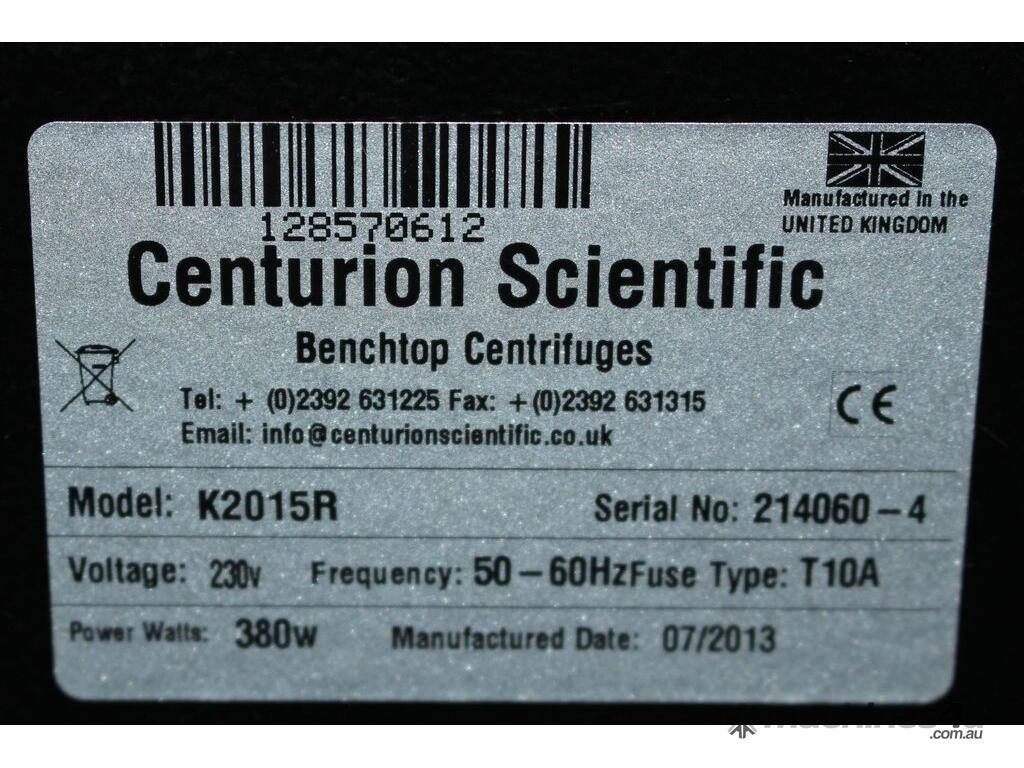 128570612
Manufactured in the
UNITED KINGDOM
Centurion Scientific
Benchtop Centrifuges
Tel: + (0)2392 631225 Fax: +(0)2392 631315
Email: info@centurionscientific.co.uk
CE
Model: K2015R Serial No: 214060-4
Voltage: 230v Frequency: 50-60Hz Fuse Type: T10A
Power Watts: 380w Manufactured Date: 07/2013
.com.au